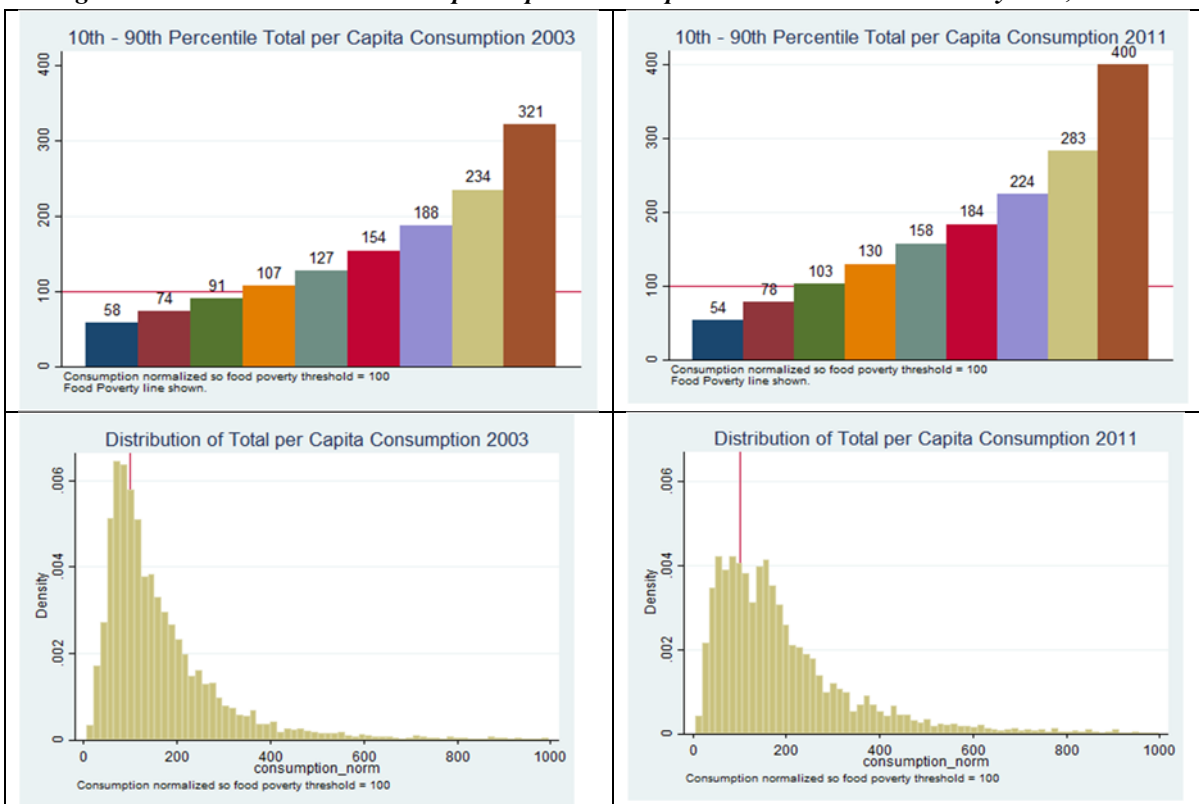 10th - 90th Percentile Total per Capita Consumption 2003
400
300
200
100
0
58
74
91
107
127
154
188
234
321
Consumption normalized so food poverty threshold = 100
Food Poverty line shown.
10th - 90th Percentile Total per Capita Consumption 2011
400
300
200
100
0
54
78
103
130
158
184
224
283
400
Consumption normalized so food poverty threshold = 100
Food Poverty line shown.
Distribution of Total per Capita Consumption 2003
Density
.006
.004
.002
0
0 200 400 600 800 1000
consumption_norm
Consumption normalized so food poverty threshold = 100
Distribution of Total per Capita Consumption 2011
Density
.006
.004
.002
0
0 200 400 600 800 1000
consumption_norm
Consumption normalized so food poverty threshold = 100